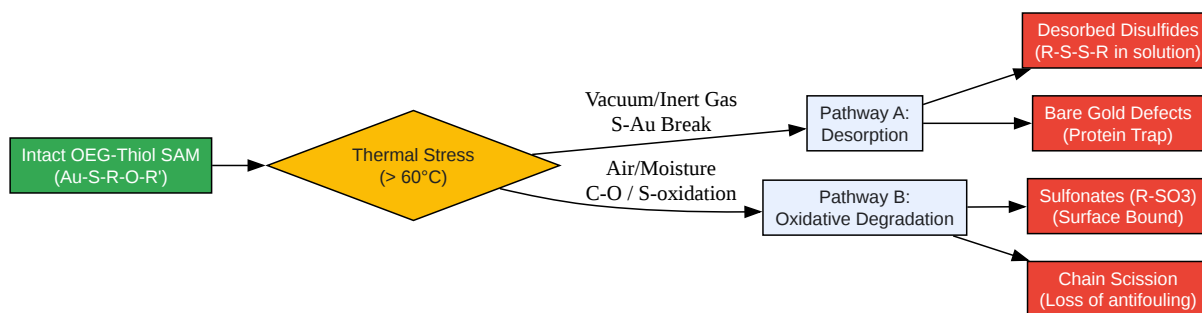 Intact OEG-Thiol SAM
(Au-S-R-O-R')
Thermal Stress
(> 60°C)
Vacuum/Inert Gas
S-Au Break
Air/Moisture
C-O / S-oxidation
Pathway A:
Desorption
Pathway B:
Oxidative Degradation
Desorbed Disulfides
(R-S-S-R in solution)
Bare Gold Defects
(Protein Trap)
Sulfonates (R-SO3)
(Surface Bound)
Chain Scission
(Loss of antifouling)